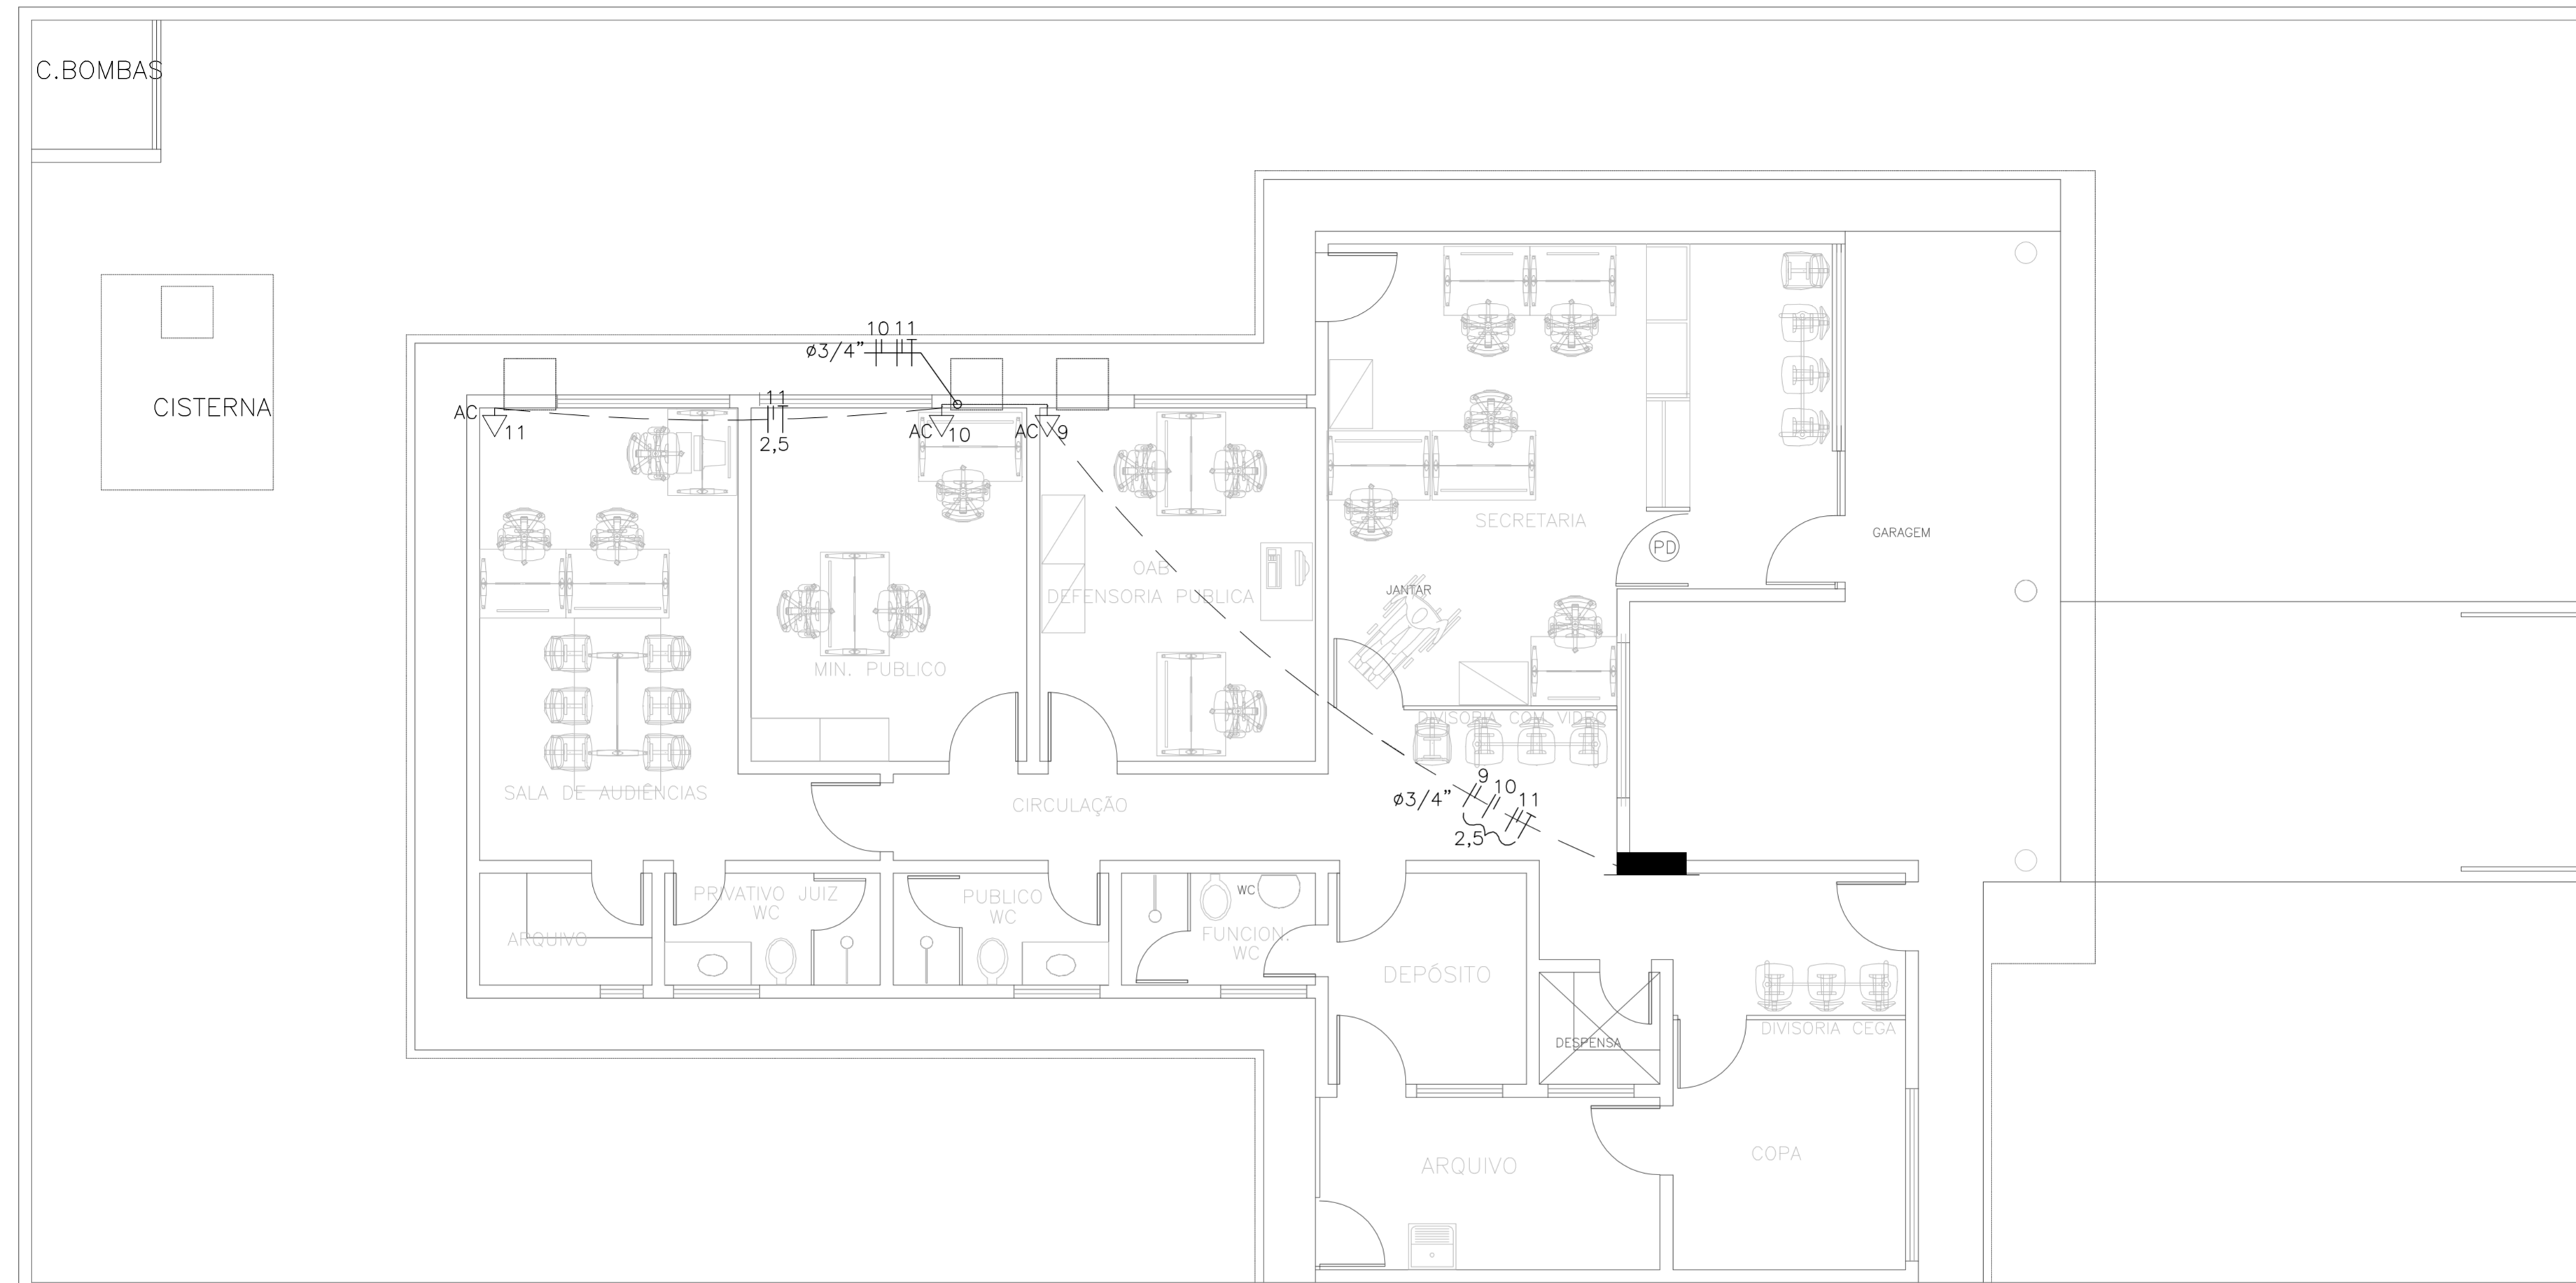 C.BOMBAS
CISTERNA
10 11
ø3/4"
AC
11
11
2,5
AC
10
AC
9
SECRETARIA
PD
GARAGEM
JANTAR
OAB
DEFENSORIA PUBLICA
MIN. PUBLICO
DIVISORIA COM VIDRO
SALA DE AUDIÊNCIAS
CIRCULAÇÃO
9
10
11
ø3/4"
2,5
PRIVATIVO JUIZ
WC
PUBLICO
WC
WC
FUNCION.
WC
ARQUIVO
DEPÓSITO
DESPENSA
DIVISORIA CEGA
ARQUIVO
COPA